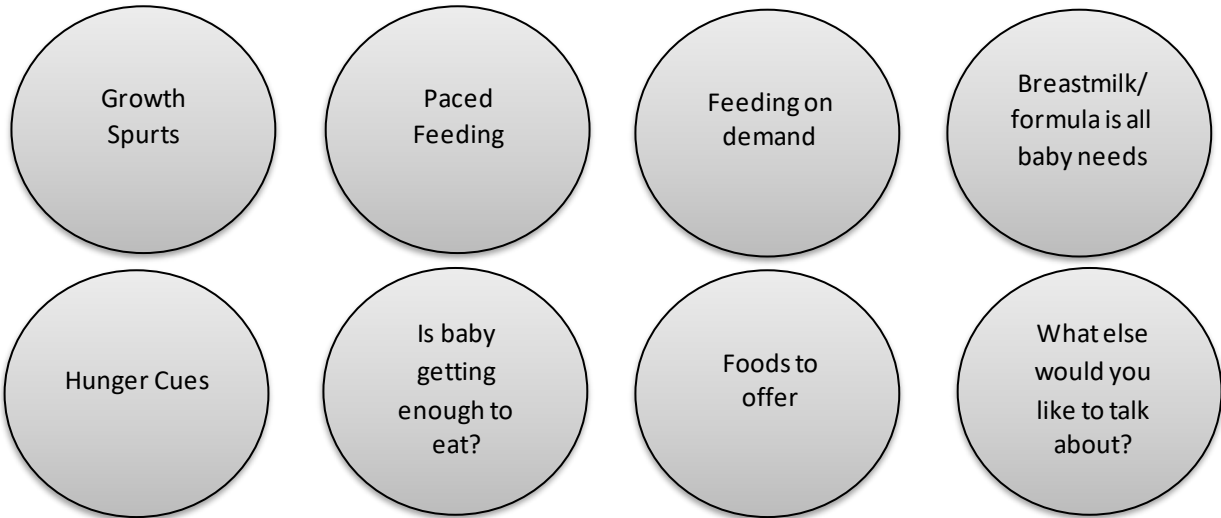 Growth
Spurts
Paced
Feeding
Feeding on
demand
Breastmilk/
formula is all
baby needs
Hunger Cues
Is baby
getting
enough to
eat?
Foods to
offer
What else
would you
like to talk
about?